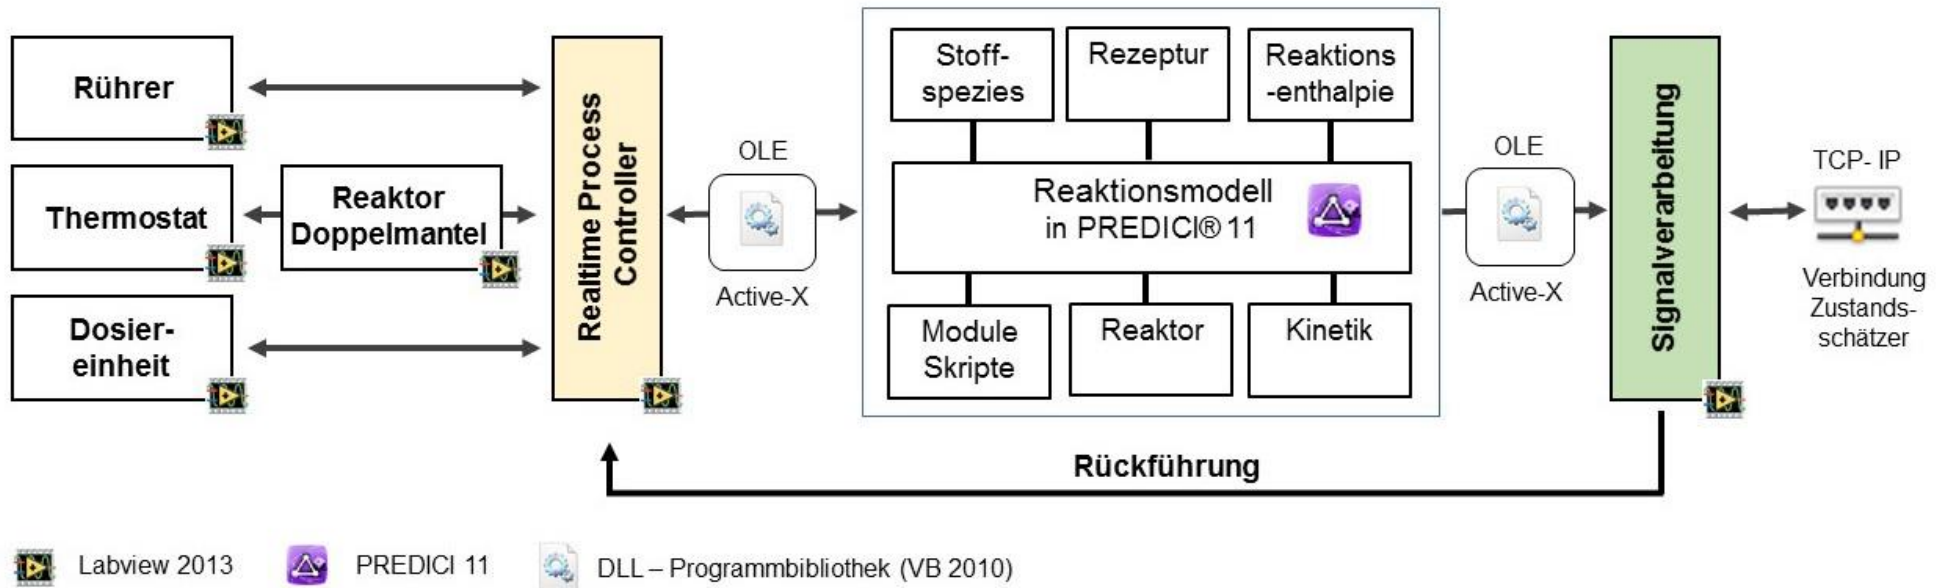 Rührer
Thermostat
Reaktor
Doppelmantel
Dosier-
einheit
Realtime Process
Controller
OLE
Active-X
Stoff-
spezies
Rezeptur
Reaktions
-enthalpie
Reaktionsmodell
in PREDICI® 11
Module
Skripte
Reaktor
Kinetik
OLE
Active-X
Signalverarbeitung
TCP- IP
Verbindung
Zustands-
schätzer
Rückführung
Labview 2013
PREDICI 11
DLL – Programmbibliothek (VB 2010)